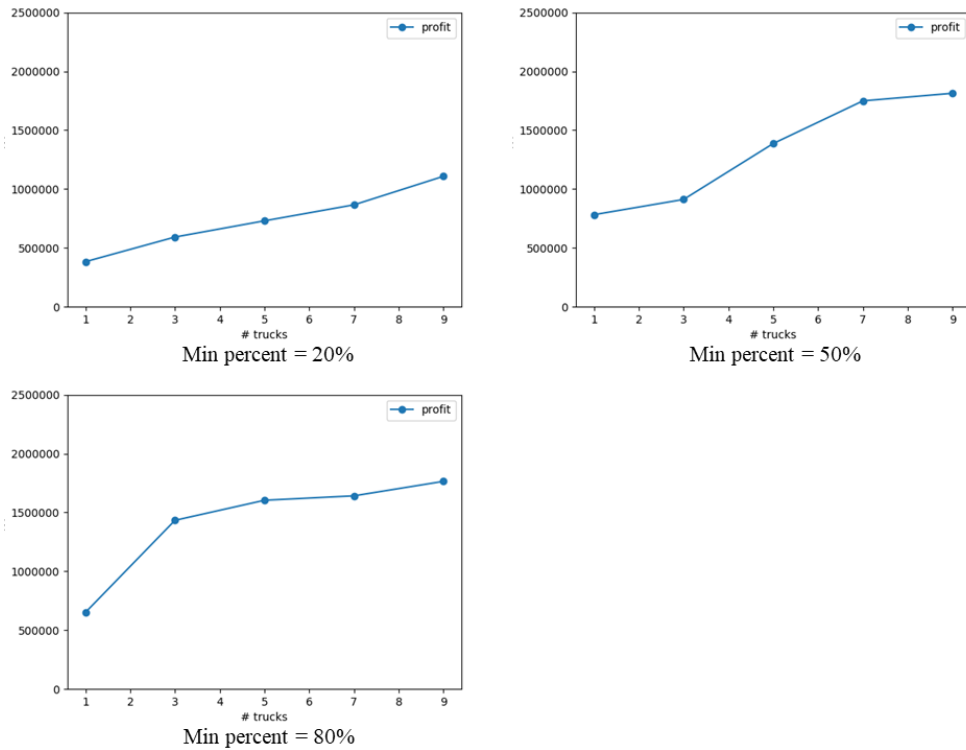 2500000
profit
2000000
1500000
1000000
500000
0
1 2 3 4 5 6 7 8 9
# trucks
Min percent = 20%
2500000
profit
2000000
1500000
1000000
500000
0
1 2 3 4 5 6 7 8 9
# trucks
Min percent = 50%
2500000
profit
2000000
1500000
1000000
500000
0
1 2 3 4 5 6 7 8 9
# trucks
Min percent = 80%